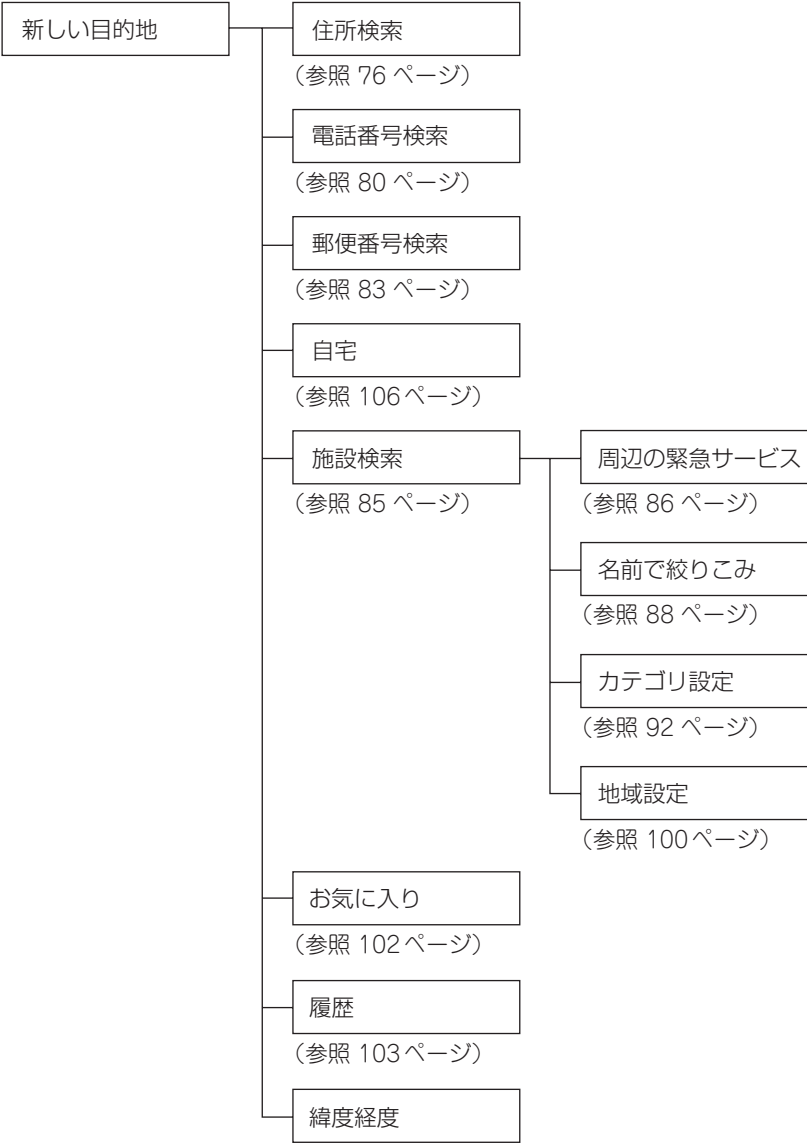 新しい目的地
住所検索
（参照 76 ページ）
電話番号検索
（参照 80 ページ）
郵便番号検索
（参照 83 ページ）
自宅
（参照 106ページ）
施設検索
（参照 85 ページ）
周辺の緊急サービス
（参照 86 ページ）
名前で絞りこみ
（参照 88 ページ）
カテゴリ設定
（参照 92 ページ）
地域設定
（参照 100ページ）
お気に入り
（参照 102ページ）
履歴
（参照 103ページ）
緯度経度